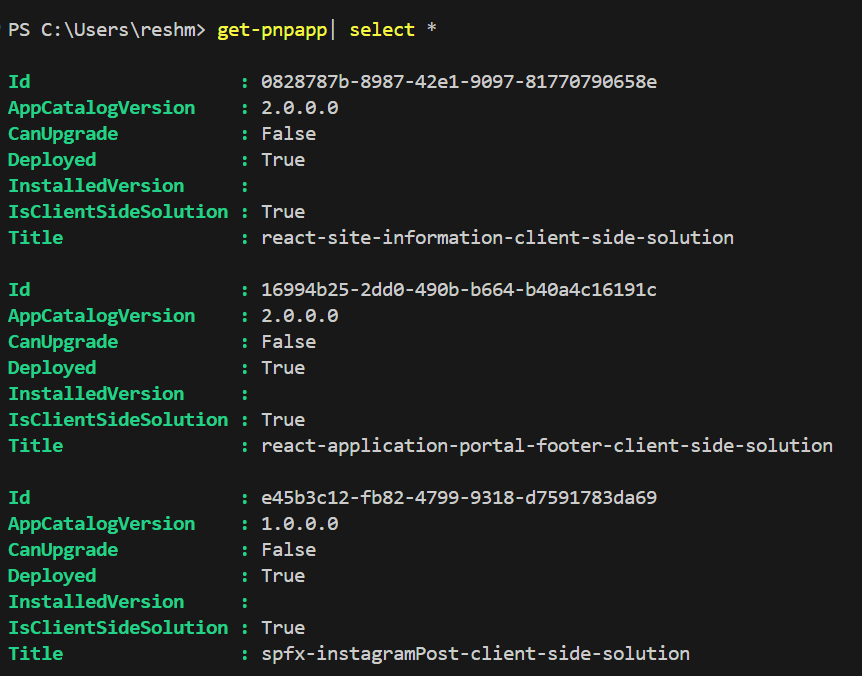 PS C:\Users\reshm> get-pnpapp| select *
Id                   : 0828787b-8987-42e1-9097-81770790658e
AppCatalogVersion    : 2.0.0.0
CanUpgrade           : False
Deployed             : True
InstalledVersion     :
IsClientSideSolution : True
Title                : react-site-information-client-side-solution
Id                   : 16994b25-2dd0-490b-b664-b40a4c16191c
AppCatalogVersion    : 2.0.0.0
CanUpgrade           : False
Deployed             : True
InstalledVersion     :
IsClientSideSolution : True
Title                : react-application-portal-footer-client-side-solution
Id                   : e45b3c12-fb82-4799-9318-d7591783da69
AppCatalogVersion    : 1.0.0.0
CanUpgrade           : False
Deployed             : True
InstalledVersion     :
IsClientSideSolution : True
Title                : spfx-instagramPost-client-side-solution